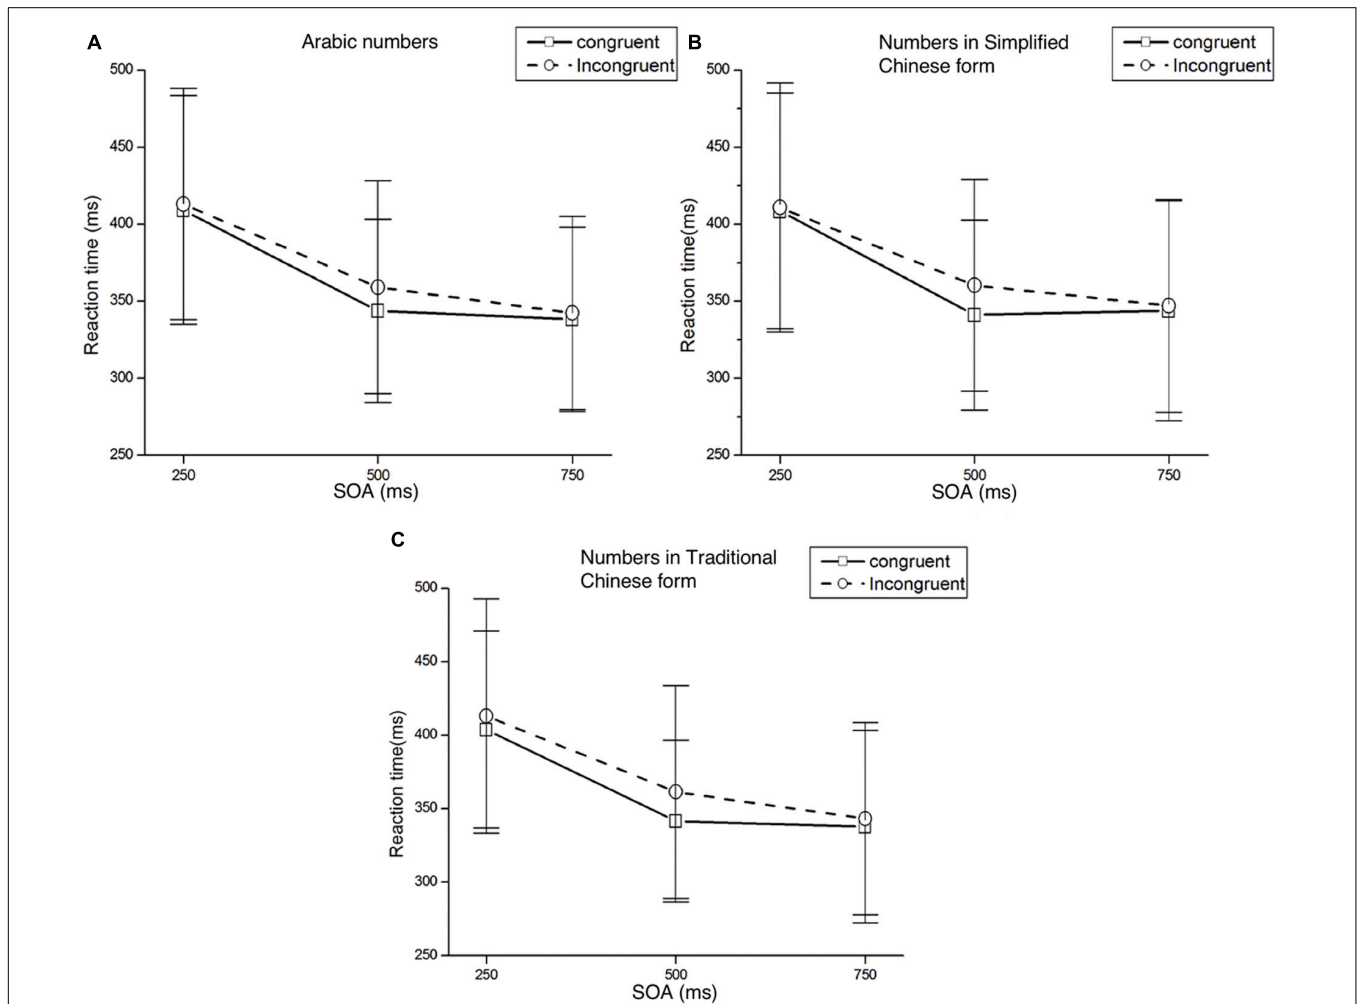 A
Arabic numbers
congruent
Incongruent
500
450
400
350
300
250
Reaction time (ms)
250
500
750
SOA (ms)
B
Numbers in Simplified
Chinese form
congruent
Incongruent
500
450
400
350
300
250
Reaction time(ms)
250
500
750
SOA (ms)
C
Numbers in Traditional
Chinese form
congruent
Incongruent
500
450
400
350
300
250
Reaction time(ms)
250
500
750
SOA (ms)